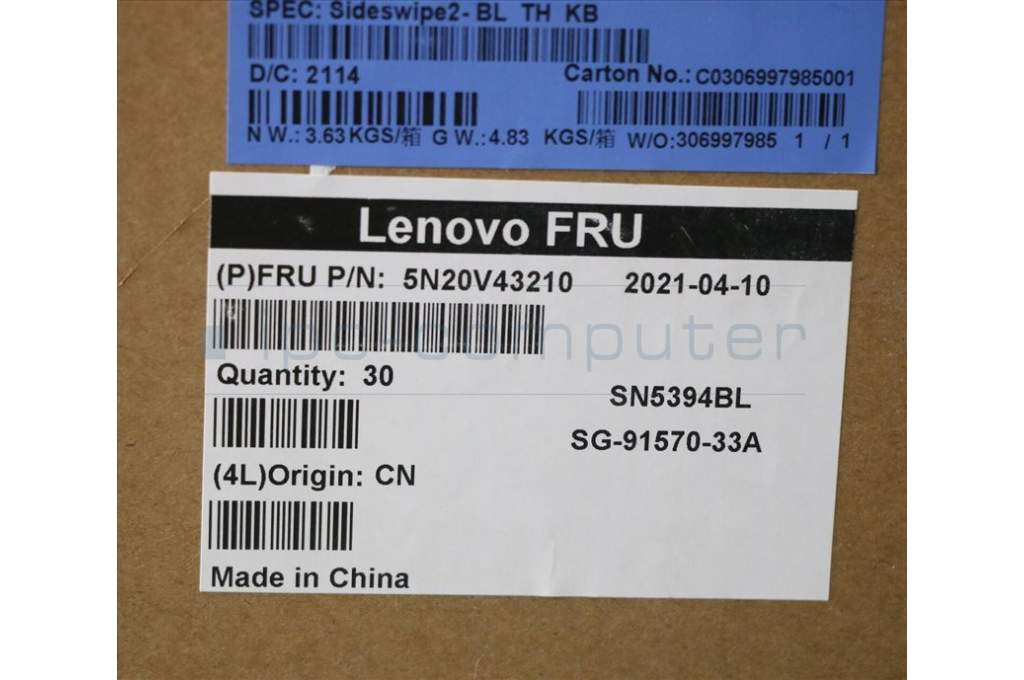 SPEC: Sideswipe2- BL TH KB
D/C: 2114
Carton No.: C0306997985001
N W.: 3.63 KGS/箱 G W.: 4.83 KGS/箱 W/O:306997985 1 / 1
Lenovo FRU
(P)FRU P/N: 5N20V43210 2021-04-10
ipc-computer
Quantity: 30
SN5394BL
SG-91570-33A
(4L)Origin: CN
Made in China